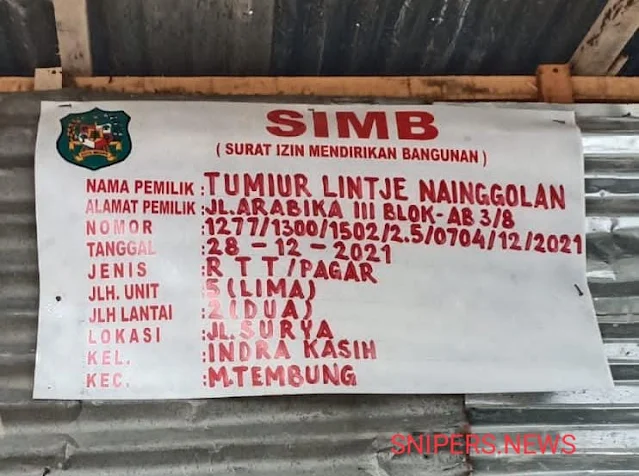 SIMB
( SURAT IZIN MENDIRIKAN BANGUNAN )
NAMA PEMILIK : TUMIUR LINTJE NAINGGOLAN
ALAMAT PEMILIK : JL. ARABIKA III BLOK-AB 3/8
NOMOR : 1277/1300/1502/2.5/0704/12/2021
TANGGAL : 28 - 12 - 2021
JENIS : R T T / PAGAR
JLH. UNIT : 5 (LIMA)
JLH LANTAI : 2 (DUA)
LOKASI : JL. SURYA
KEL. : INDRA KASIH
KEC. : M.TEMBUNG
SNIPERS.NEWS